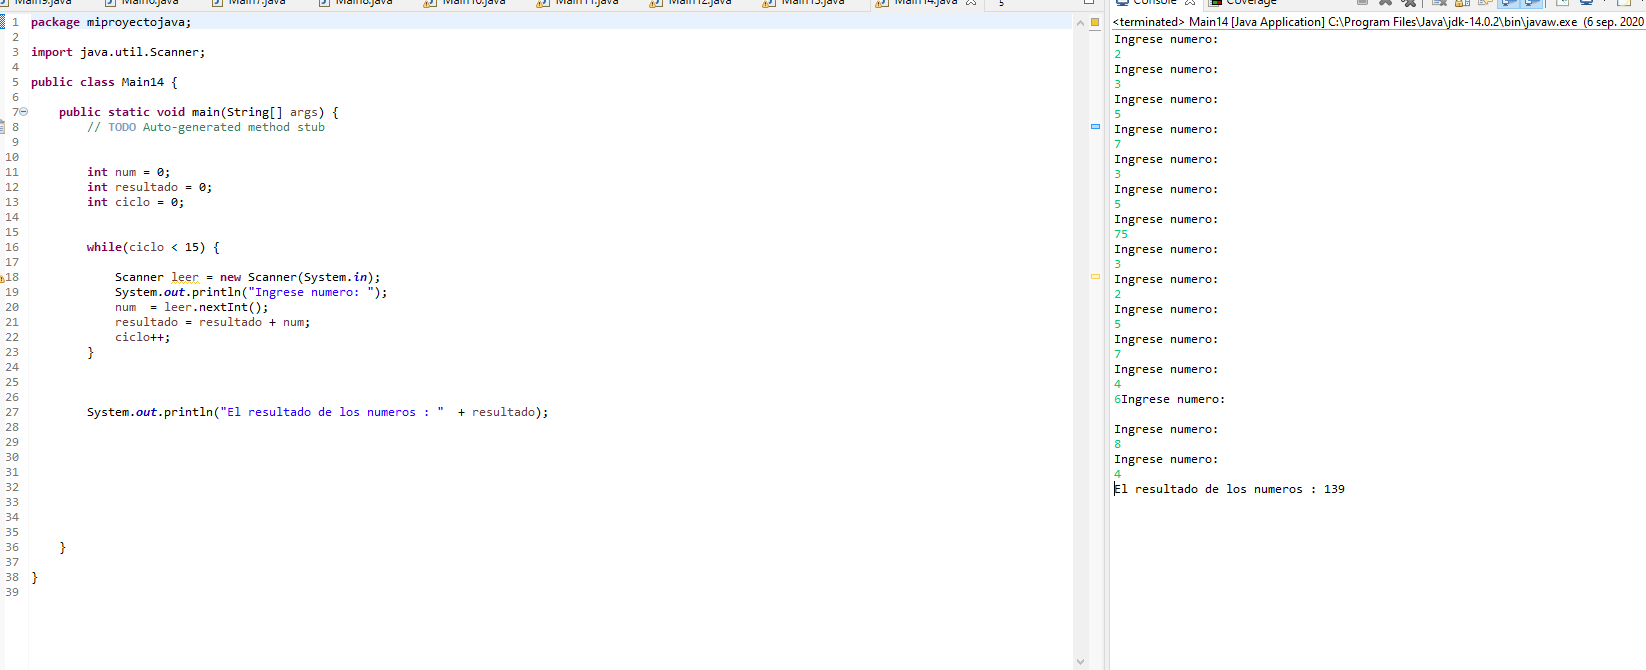 Main5.java Main6.java Main7.java Main8.java Main10.java Main11.java Main12.java Main13.java Main14.java 5
1 package miproyectojava;
2
3 import java.util.Scanner;
4
5 public class Main14 {
6
7 public static void main(String[] args) {
8 // TODO Auto-generated method stub
9
10
11 int num = 0;
12 int resultado = 0;
13 int ciclo = 0;
14
15
16 while(ciclo < 15) {
17
18 Scanner leer = new Scanner(System.in);
19 System.out.println("Ingrese numero: ");
20 num  = leer.nextInt();
21 resultado = resultado + num;
22 ciclo++;
23 }
24
25
26
27 System.out.println("El resultado de los numeros : "  + resultado);
28
29
30
31
32
33
34
35
36 }
37
38 }
39
Console Coverage
<terminated> Main14 [Java Application] C:\Program Files\Java\jdk-14.0.2\bin\javaw.exe (6 sep. 2020
Ingrese numero:
2
Ingrese numero:
3
Ingrese numero:
5
Ingrese numero:
7
Ingrese numero:
3
Ingrese numero:
5
Ingrese numero:
75
Ingrese numero:
3
Ingrese numero:
2
Ingrese numero:
5
Ingrese numero:
7
Ingrese numero:
4
6Ingrese numero:
Ingrese numero:
8
Ingrese numero:
4
El resultado de los numeros : 139